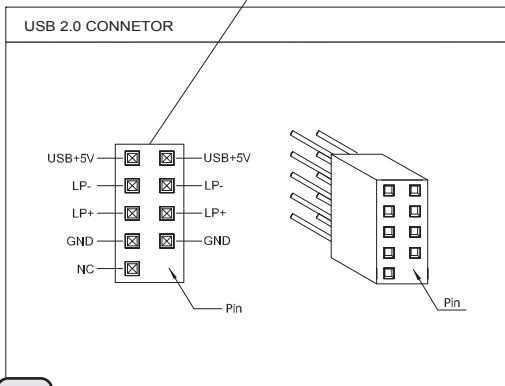 USB 2.0 CONNETOR
USB+5V USB+5V
LP- LP-
LP+ LP+
GND GND
NC
Pin
Pin